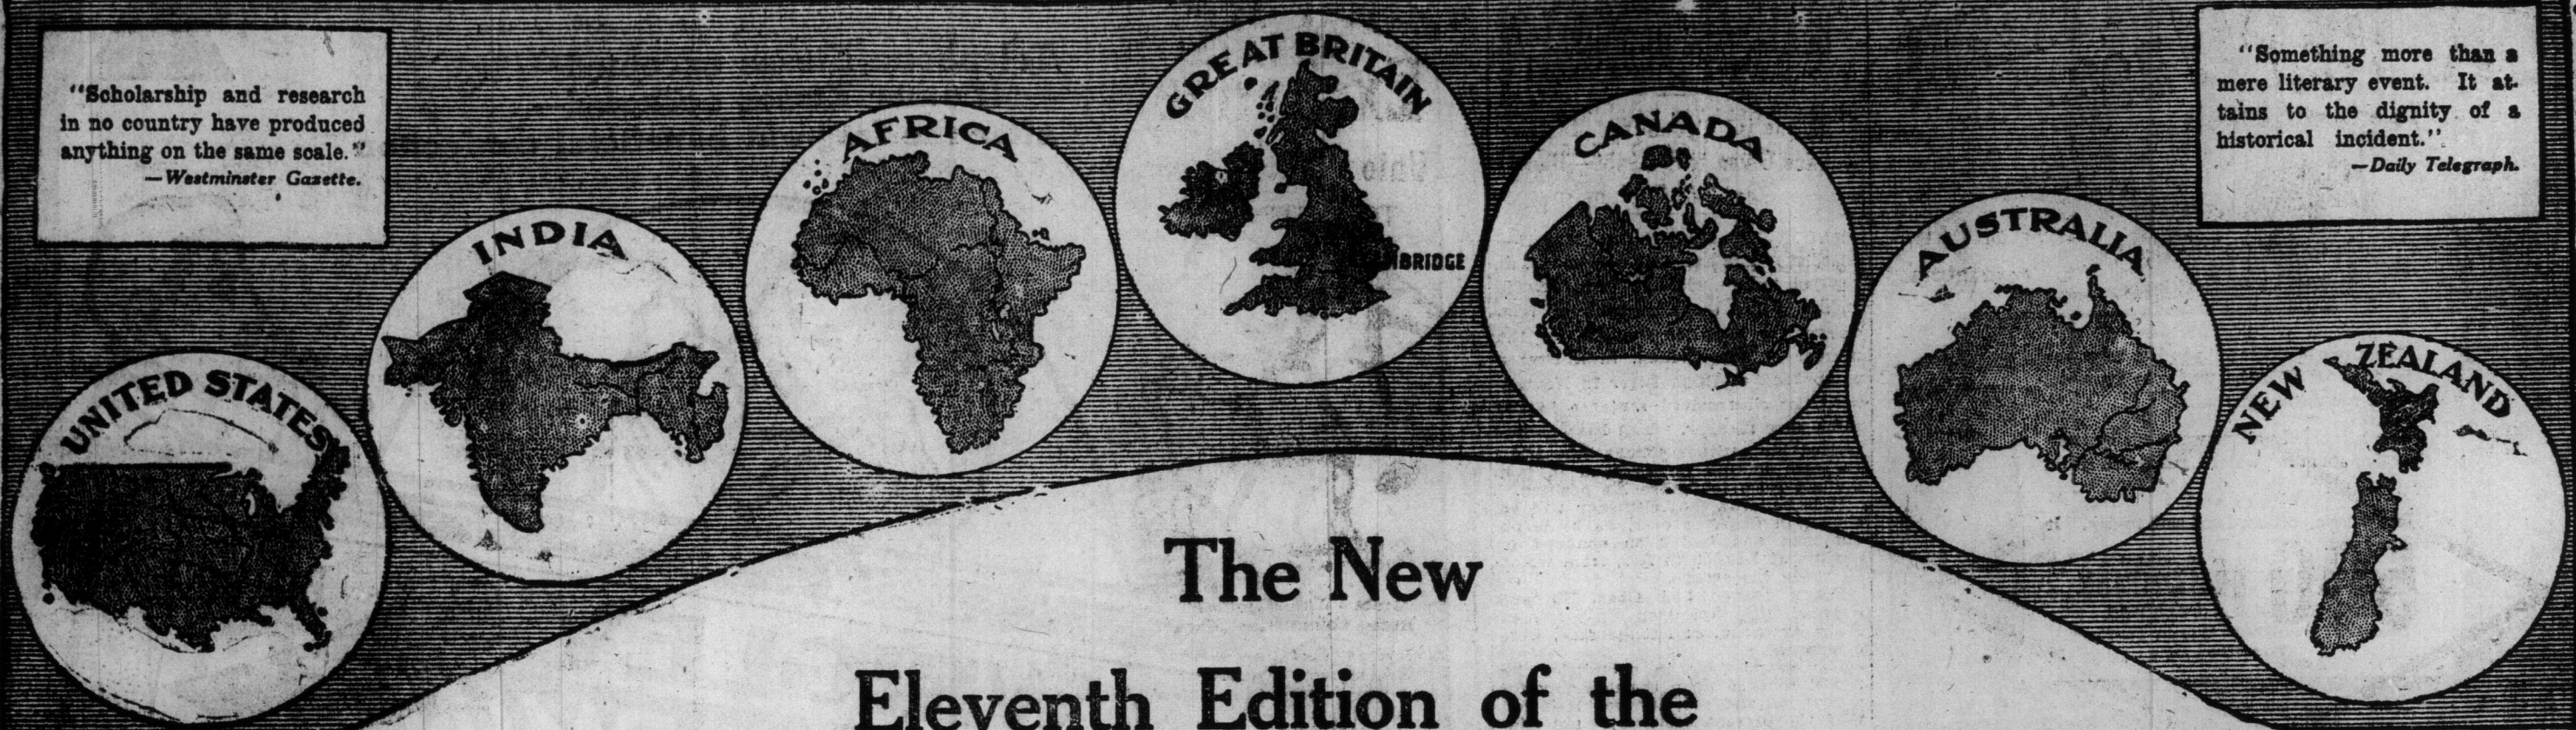 "Scholarship and research
in no country have produced
anything on the same scale."
—Westminster Gazette.
UNITED STATES
INDIA
AFRICA
GREAT BRITAIN
CANADA
AUSTRALIA
NEW ZEALAND
"Something more than a
mere literary event. It at-
tains to the dignity of a
historical incident."
—Daily Telegraph.
The New
Eleventh Edition of the